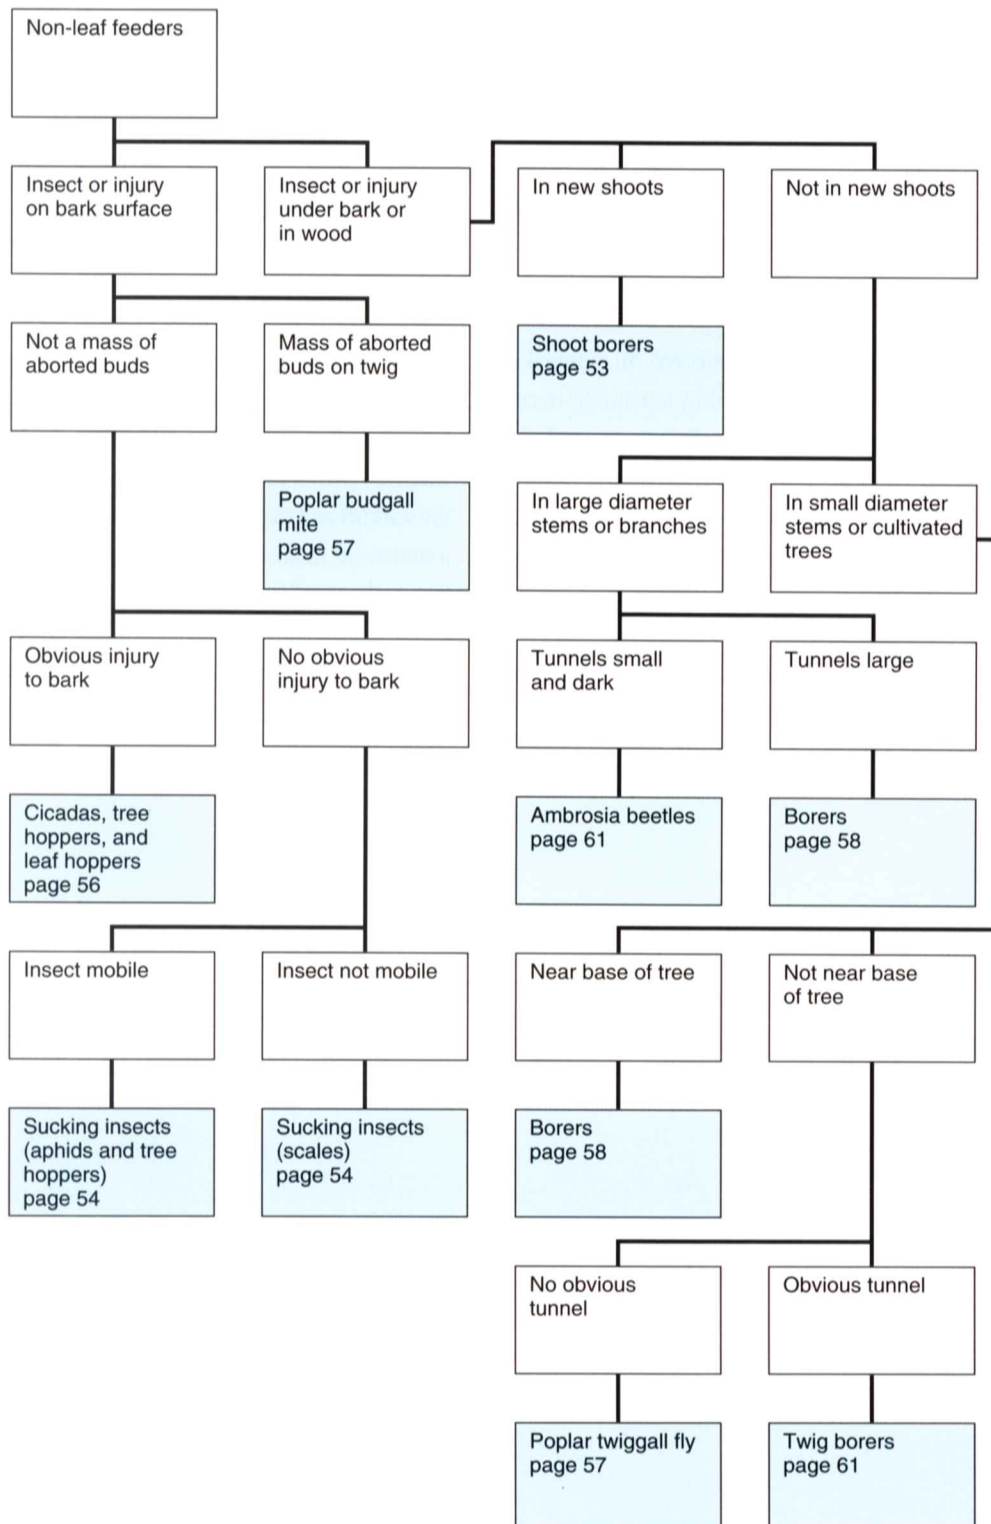 Non-leaf feeders
Insect or injury
on bark surface
Insect or injury
under bark or
in wood
In new shoots
Not in new shoots
Not a mass of
aborted buds
Mass of aborted
buds on twig
Shoot borers
page 53
Poplar budgall
mite
page 57
In large diameter
stems or branches
In small diameter
stems or cultivated
trees
Obvious injury
to bark
No obvious
injury to bark
Tunnels small
and dark
Tunnels large
Cicadas, tree
hoppers, and
leaf hoppers
page 56
Ambrosia beetles
page 61
Borers
page 58
Insect mobile
Insect not mobile
Near base of tree
Not near base
of tree
Sucking insects
(aphids and tree
hoppers)
page 54
Sucking insects
(scales)
page 54
Borers
page 58
No obvious
tunnel
Obvious tunnel
Poplar twiggall fly
page 57
Twig borers
page 61